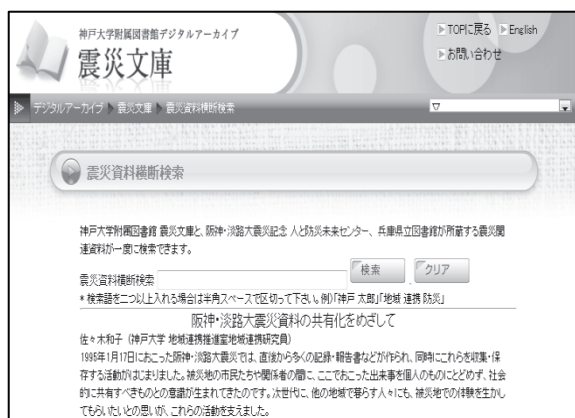 神戸大学附属図書館デジタルアーカイブ
震災文庫
TOPに戻る English
お問い合わせ
デジタルアーカイブ 震災文庫 震災資料横断検索
震災資料横断検索
神戸大学附属図書館 震災文庫と、阪神・淡路大震災記念 人と防災未来センター、兵庫県立図書館が所蔵する震災関
連資料が一度に検索できます。
震災資料横断検索 検索 クリア
* 検索語を二つ以上入れる場合は半角スペースで区切って下さい。例)「神戸 太郎」「地域 連携 防災」
阪神・淡路大震災資料の共有化をめざして
佐々木和子 (神戸大学 地域連携推進室地域連携研究員)
1995年1月17日におこった阪神・淡路大震災では、直後から多くの記録・報告書などが作られ、同時にこれらを収集・保
存する活動がはじまりました。被災地の市民たちや関係者の間に、ここでおこった出来事を個人のものにとどめず、社会
的に共有すべきものとの意識が生まれてきたのです。次世代に、他の地域で暮らす人々にも、被災地での体験を生かし
てもらいたいとの思いが、これらの活動を支えました。